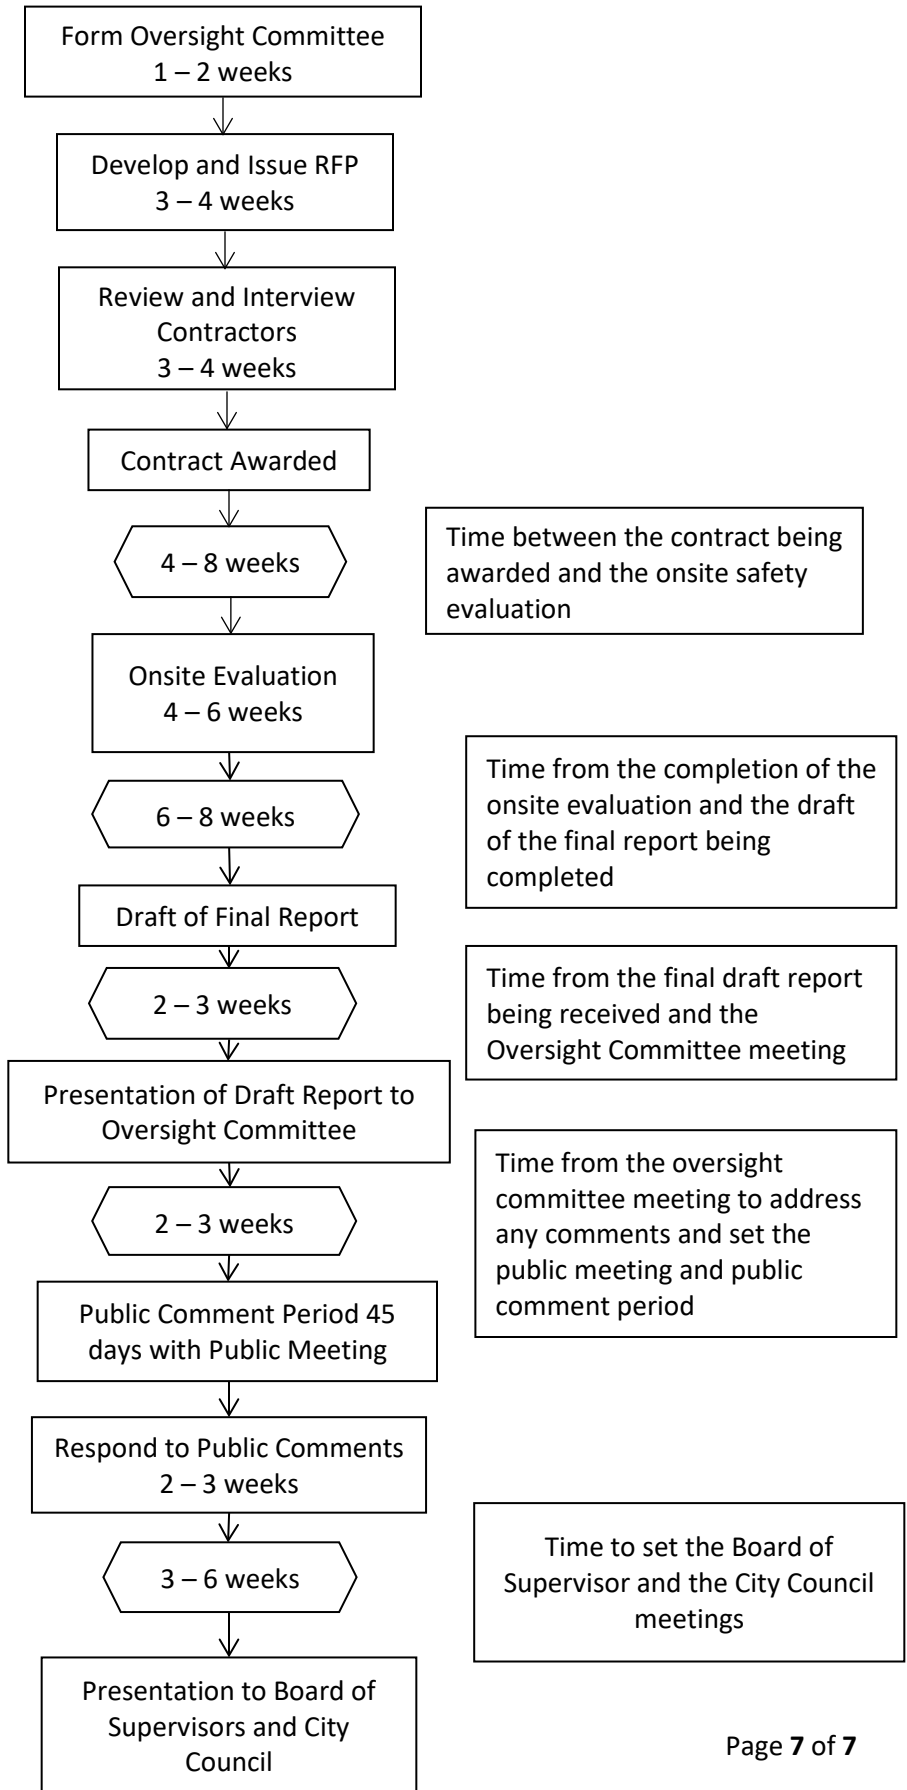 Form Oversight Committee
1 – 2 weeks
Develop and Issue RFP
3 – 4 weeks
Review and Interview
Contractors
3 – 4 weeks
Contract Awarded
4 – 8 weeks
Time between the contract being
awarded and the onsite safety
evaluation
Onsite Evaluation
4 – 6 weeks
6 – 8 weeks
Time from the completion of the
onsite evaluation and the draft
of the final report being
completed
Draft of Final Report
2 – 3 weeks
Time from the final draft report
being received and the
Oversight Committee meeting
Presentation of Draft Report to
Oversight Committee
2 – 3 weeks
Time from the oversight
committee meeting to address
any comments and set the
public meeting and public
comment period
Public Comment Period 45
days with Public Meeting
Respond to Public Comments
2 – 3 weeks
3 – 6 weeks
Time to set the Board of
Supervisor and the City Council
meetings
Presentation to Board of
Supervisors and City
Council
Page 7 of 7